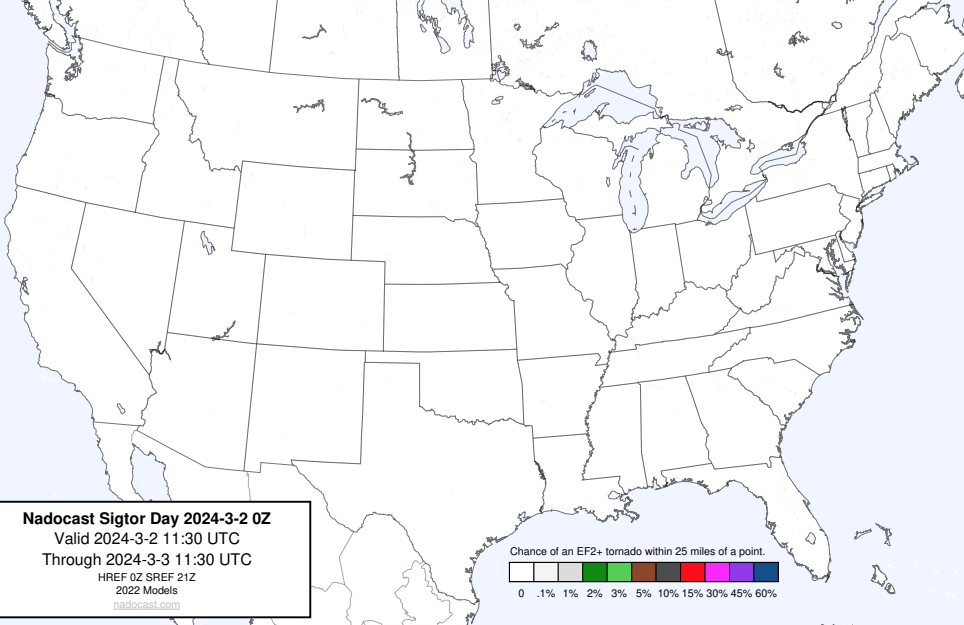 Nadocast Sigtor Day 2024-3-2 0Z
Valid 2024-3-2 11:30 UTC
Through 2024-3-3 11:30 UTC
HREF 0Z SREF 21Z
2022 Models
nadocast.com
Chance of an EF2+ tornado within 25 miles of a point.
0 .1% 1% 2% 3% 5% 10% 15% 30% 45% 60%